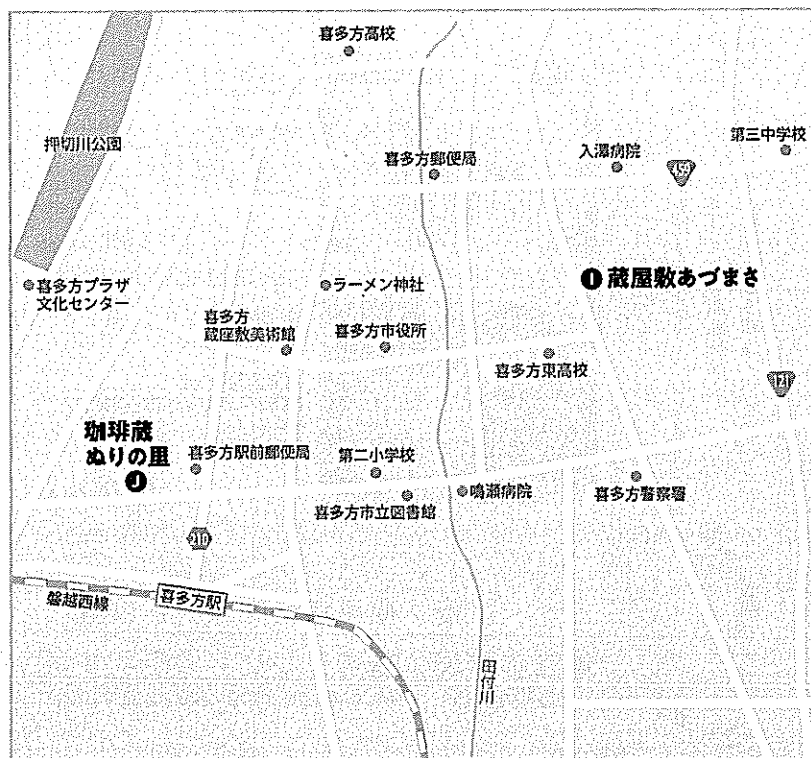 喜多方高校
押切川公園
第三中学校
入澤病院
喜多方郵便局
459
喜多方プラザ
文化センター
ラーメン神社
I 蔵屋敷あづまさ
喜多方
蔵座敷美術館
喜多方市役所
喜多方東高校
121
珈琲蔵
ぬりの里
J
喜多方駅前郵便局
第二小学校
喜多方市立図書館
鳴瀬病院
喜多方警察署
210
磐越西線
喜多方駅
田付川